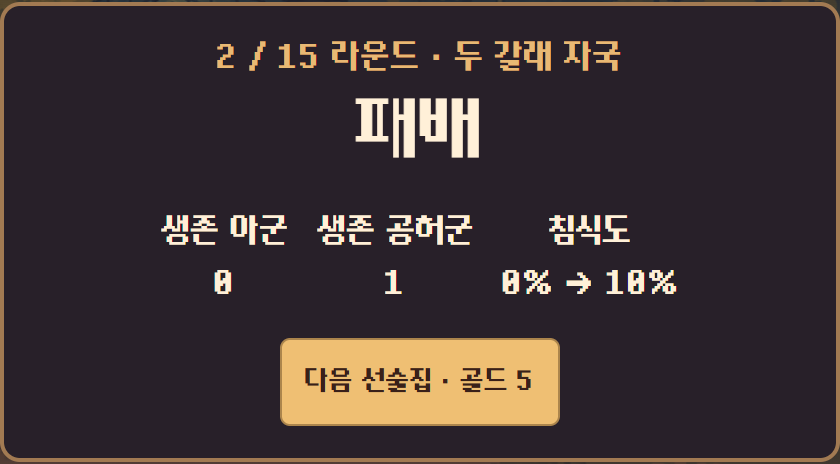 2 / 15 라운드 · 두 갈래 자국
패배
생존 아군 생존 공허군 침식도
0 1 0% → 10%
다음 선술집 · 골드 5